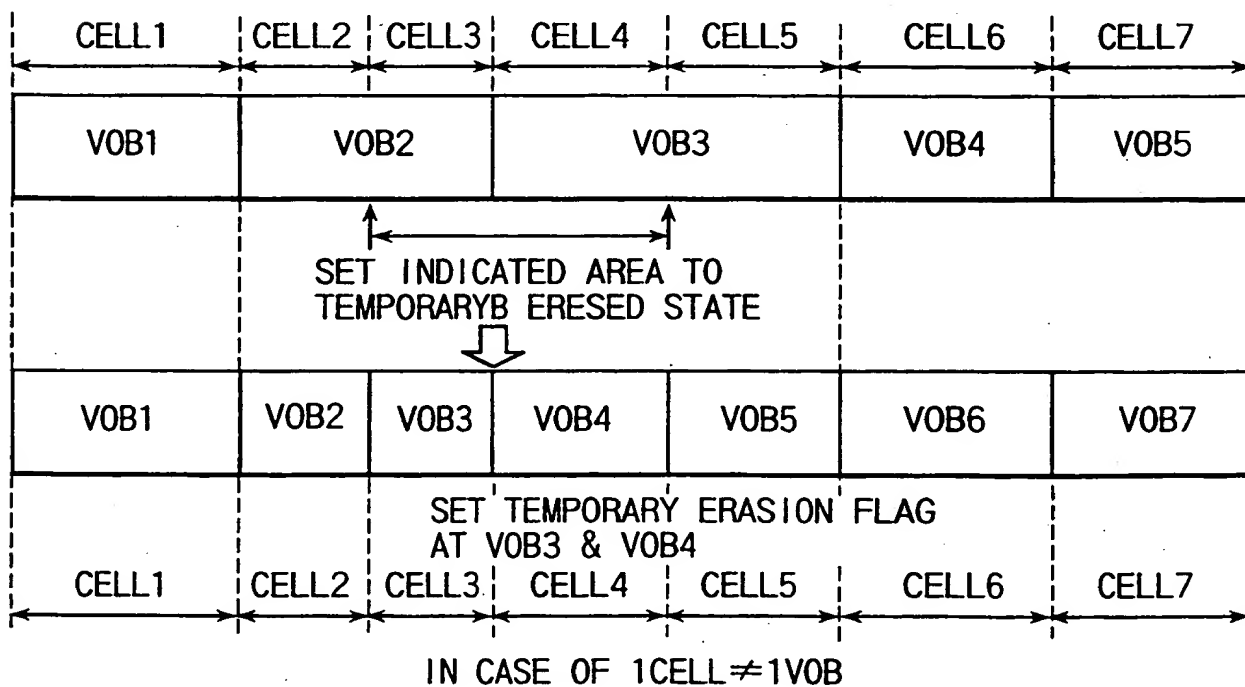 CELL1 CELL2 CELL3 CELL4 CELL5 CELL6 CELL7
VOB1 VOB2 VOB3 VOB4 VOB5
SET INDICATED AREA TO
TEMPORARYB ERESED STATE
VOB1 VOB2 VOB3 VOB4 VOB5 VOB6 VOB7
SET TEMPORARY ERASION FLAG
AT VOB3 & VOB4
CELL1 CELL2 CELL3 CELL4 CELL5 CELL6 CELL7
IN CASE OF 1CELL≠1VOB